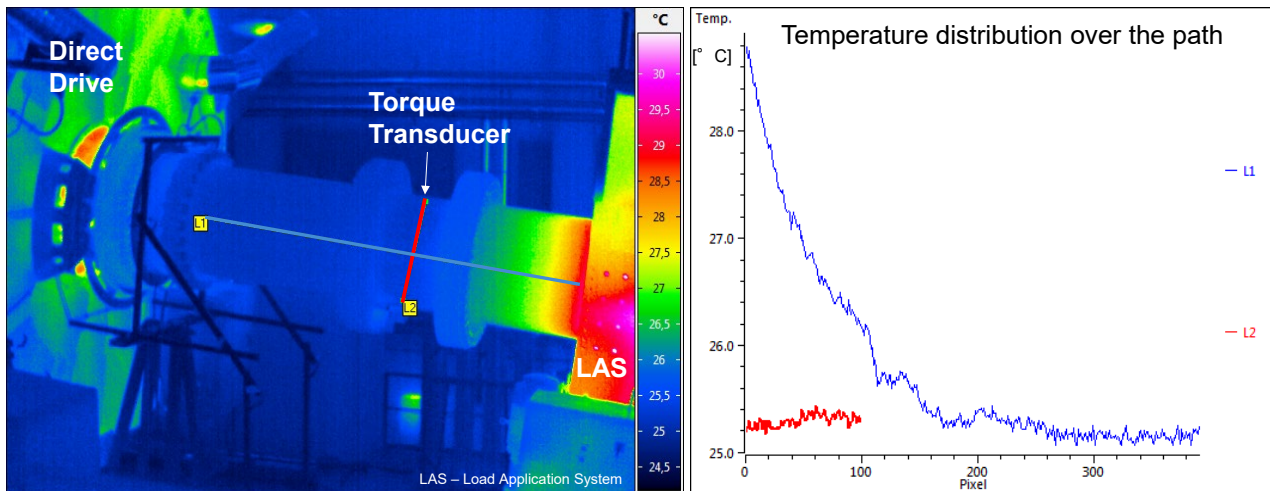 Direct
Drive
Torque
Transducer
L1
L2
LAS
LAS – Load Application System
°C
30
29,5
29
28,5
28
27,5
27
26,5
26
25,5
25
24,5
Temp.
[° C]
Temperature distribution over the path
28.0
27.0
26.0
25.0
0
100
200
300
Pixel
L1
L2